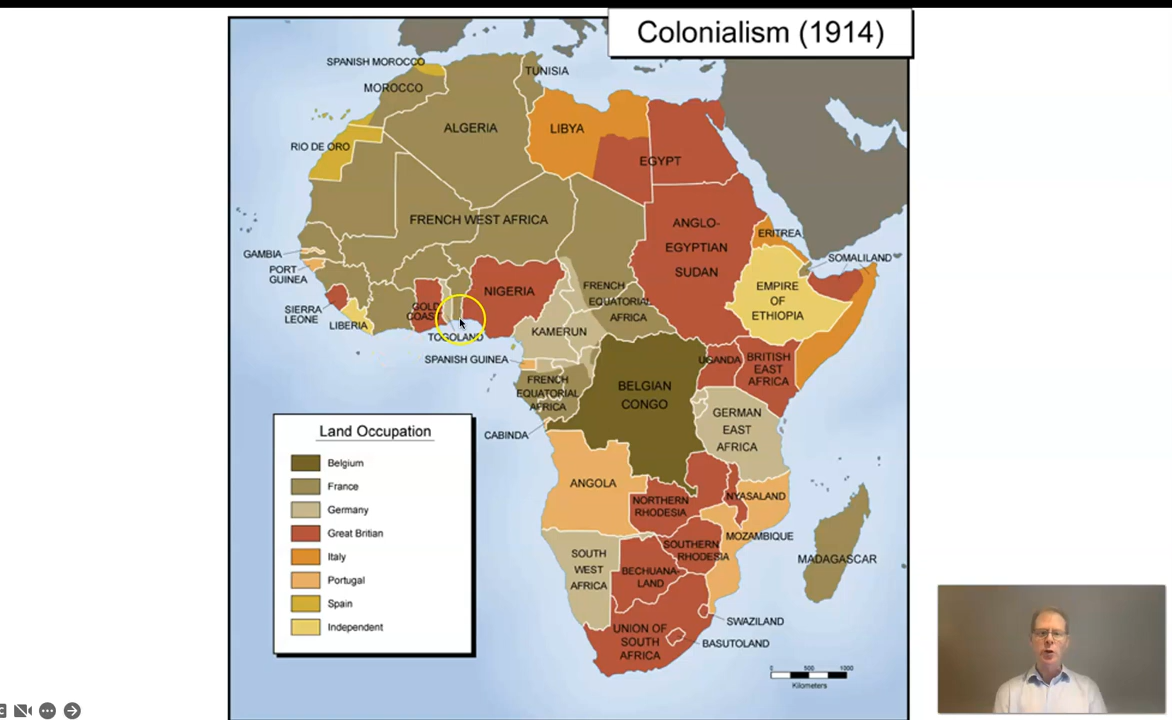 Colonialism (1914)
SPANISH MOROCCO
TUNISIA
MOROCCO
ALGERIA
LIBYA
EGYPT
RIO DE ORO
FRENCH WEST AFRICA
ANGLO-
EGYPTIAN
SUDAN
ERITREA
GAMBIA
PORT
GUINEA
SOMALILAND
NIGERIA
FRENCH
EQUATORIAL
AFRICA
EMPIRE
OF
ETHIOPIA
SIERRA
LEONE
LIBERIA
GOLD
COAST
TOGOLAND
KAMERUN
SPANISH GUINEA
UGANDA
BRITISH
EAST
AFRICA
FRENCH
EQUATORIAL
AFRICA
BELGIAN
CONGO
CABINDA
GERMAN
EAST
AFRICA
Land Occupation
Belgium
France
Germany
Great Britian
Italy
Portugal
Spain
Independent
ANGOLA
NORTHERN
RHODESIA
NYASALAND
MOZAMBIQUE
SOUTHERN
RHODESIA
MADAGASCAR
SOUTH
WEST
AFRICA
BECHUANA-
LAND
SWAZILAND
UNION OF
SOUTH
AFRICA
BASUTOLAND
0 500 1000
Kilometers